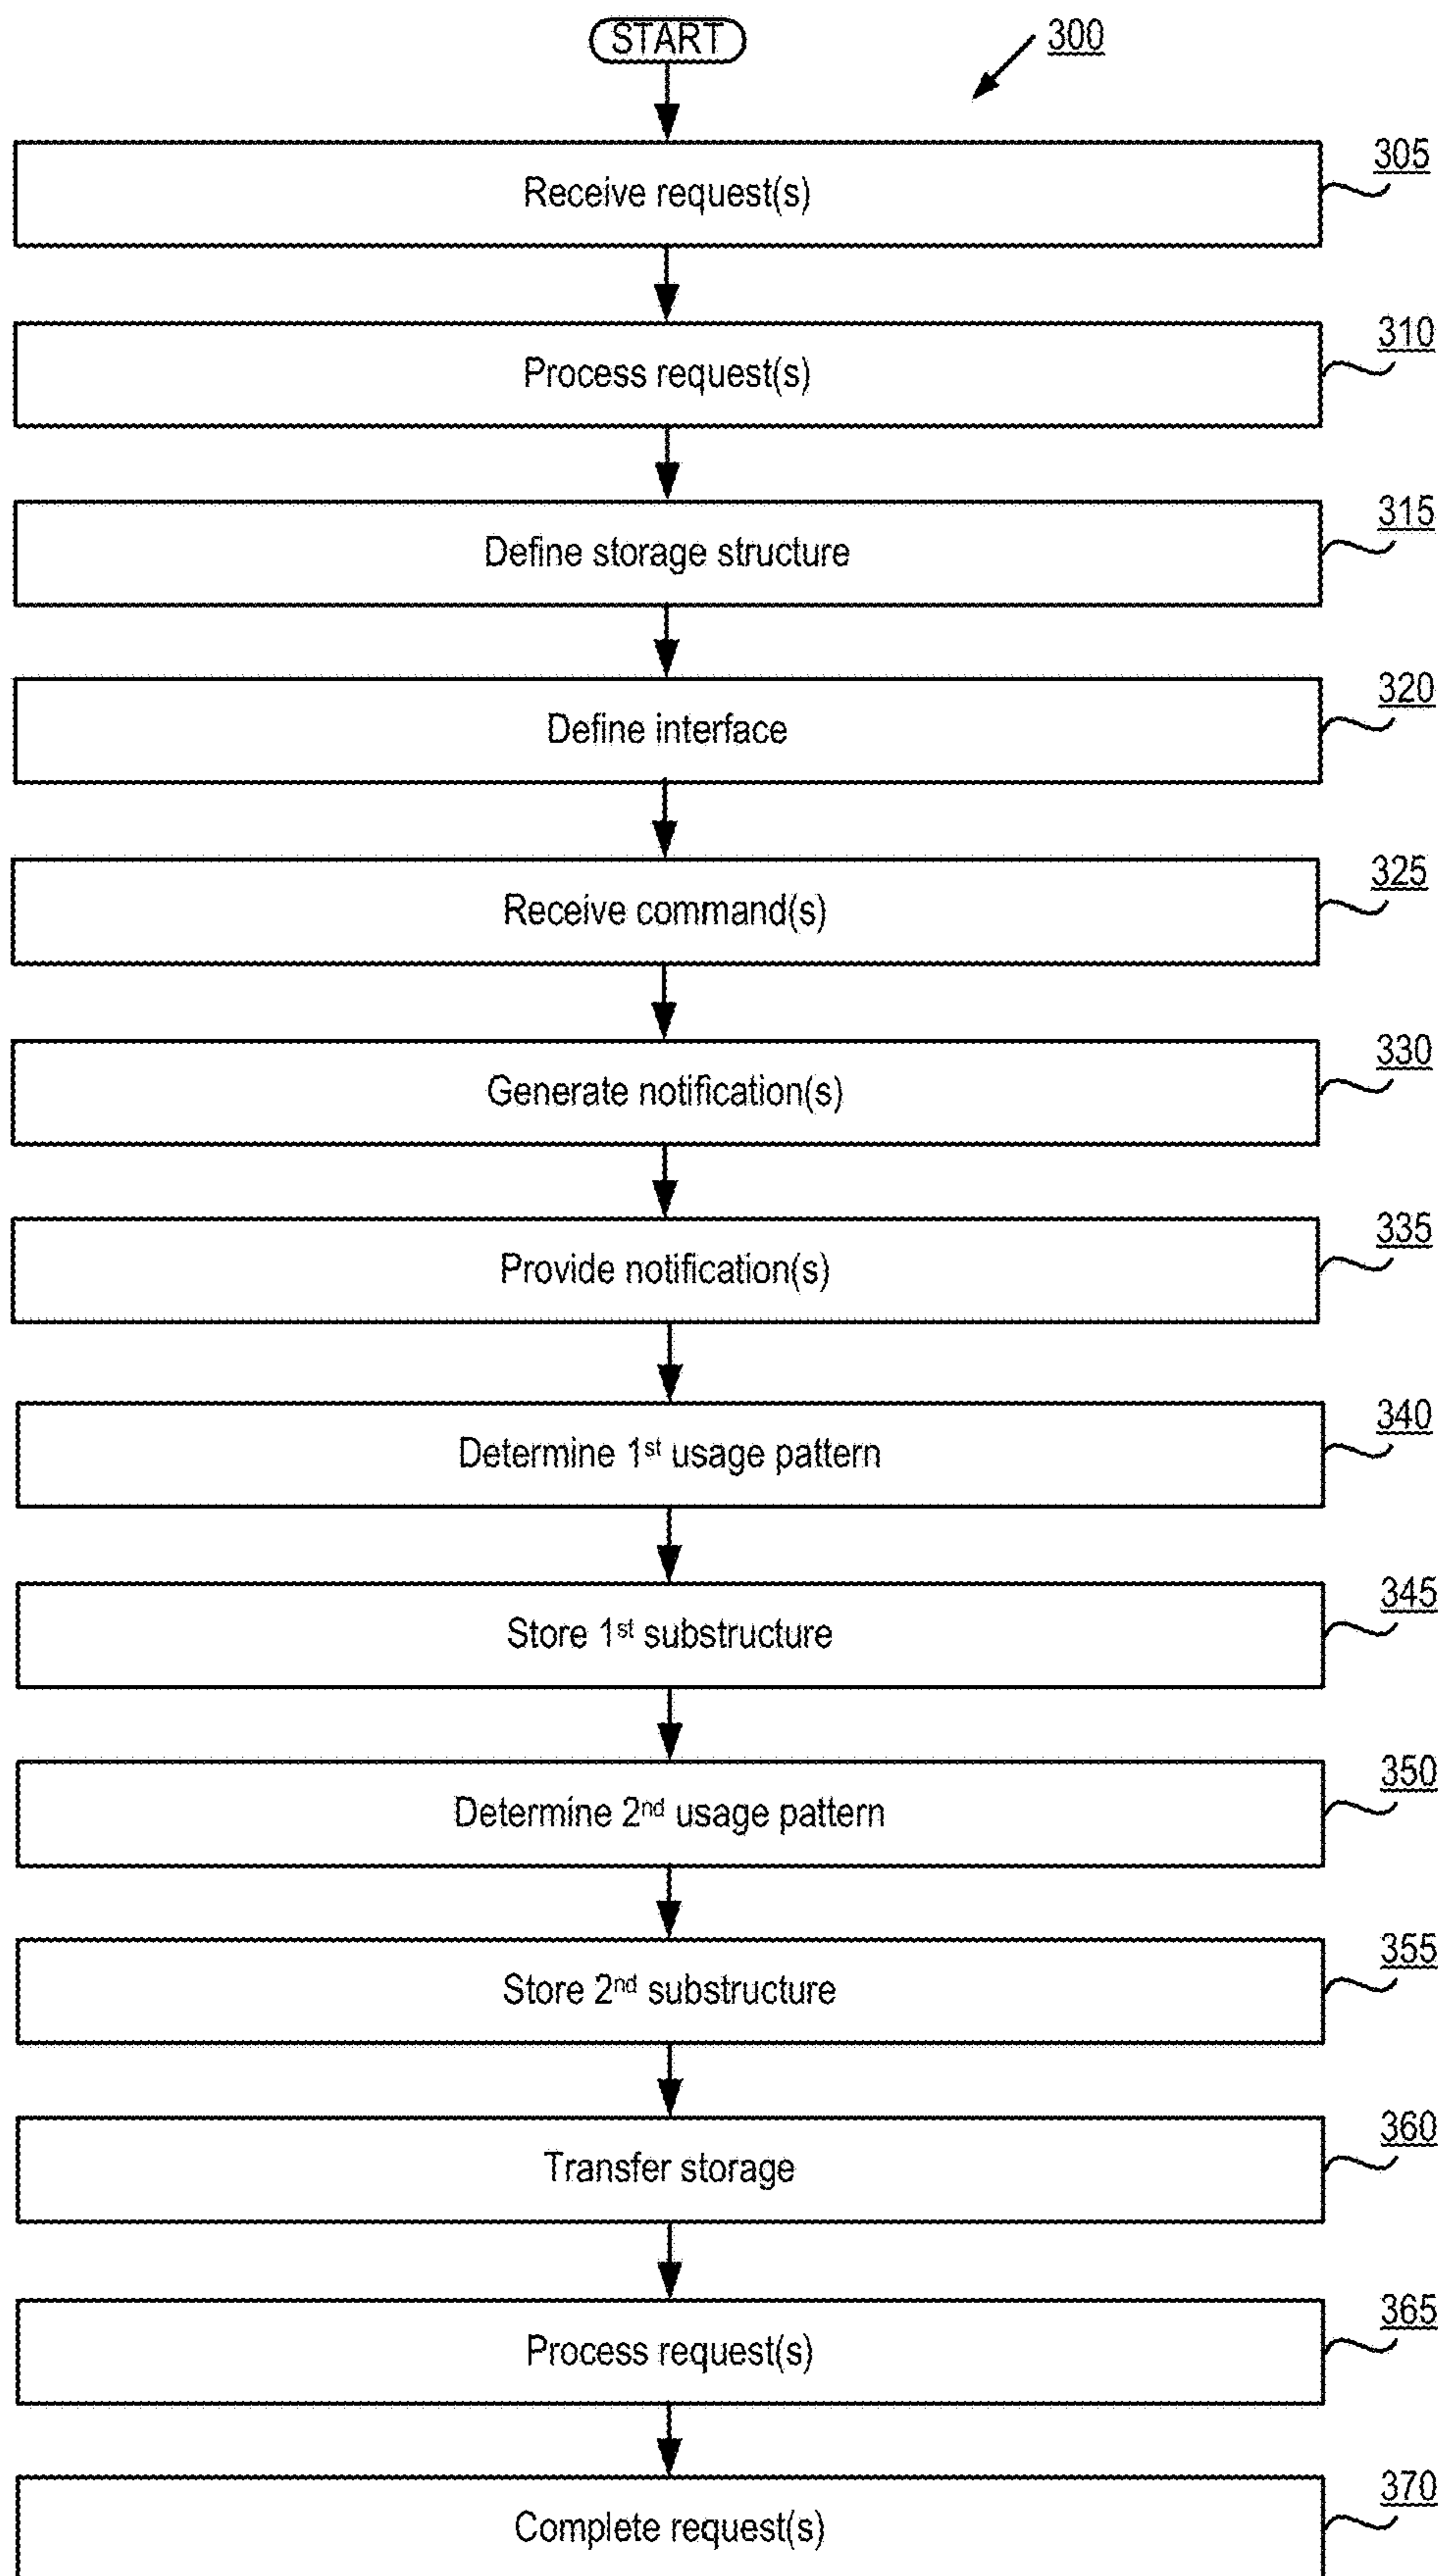 START
300
Receive request(s)
305
Process request(s)
310
Define storage structure
315
Define interface
320
Receive command(s)
325
Generate notification(s)
330
Provide notification(s)
335
Determine 1st usage pattern
340
Store 1st substructure
345
Determine 2nd usage pattern
350
Store 2nd substructure
355
Transfer storage
360
Process request(s)
365
Complete request(s)
370